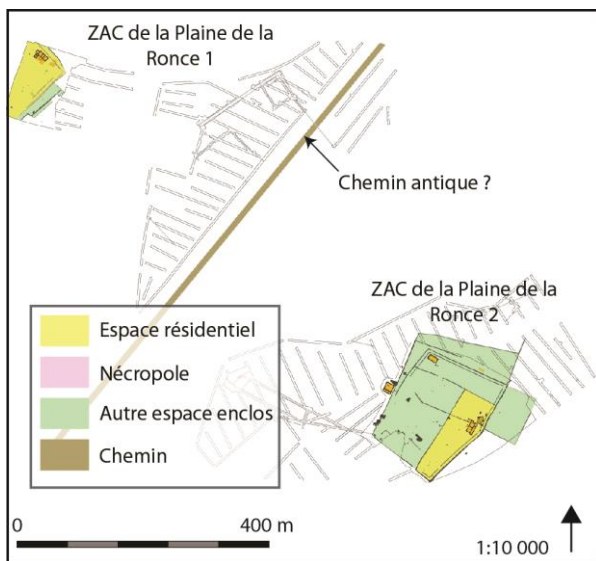 ZAC de la Plaine de la
Ronce 1
Chemin antique ?
ZAC de la Plaine de la
Ronce 2
Espace résidentiel
Nécropole
Autre espace enclos
Chemin
0
400 m
1:10 000